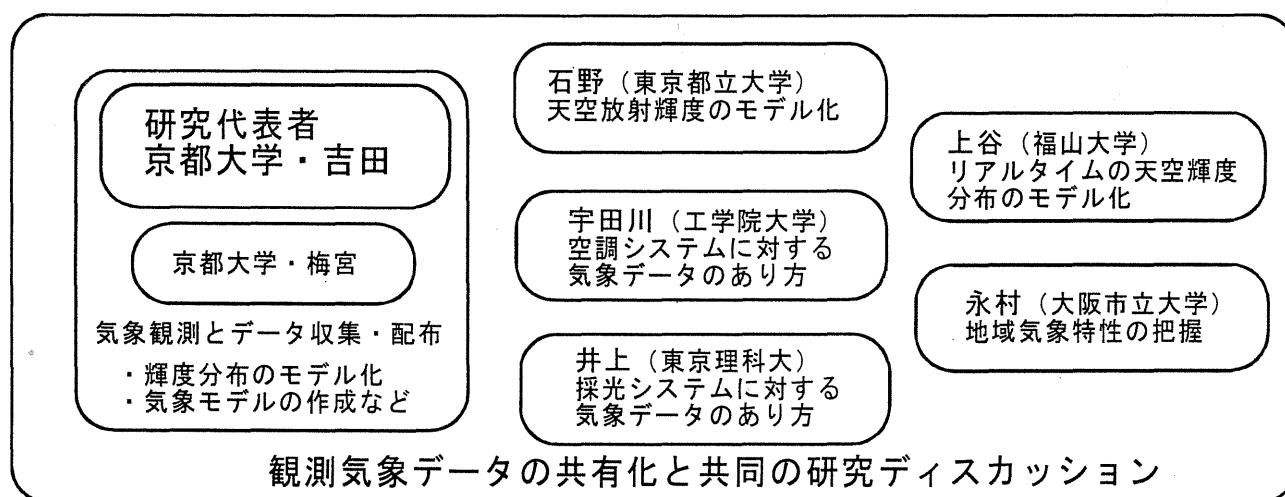 研究代表者
京都大学・吉田
京都大学・梅宮
気象観測とデータ収集・配布
・輝度分布のモデル化
・気象モデルの作成など
石野（東京都立大学）
天空放射輝度のモデル化
宇田川（工学院大学）
空調システムに対する
気象データのあり方
井上（東京理科大）
採光システムに対する
気象データのあり方
上谷（福山大学）
リアルタイムの天空輝度
分布のモデル化
永村（大阪市立大学）
地域気象特性の把握
観測気象データの共有化と共同の研究ディスカッション